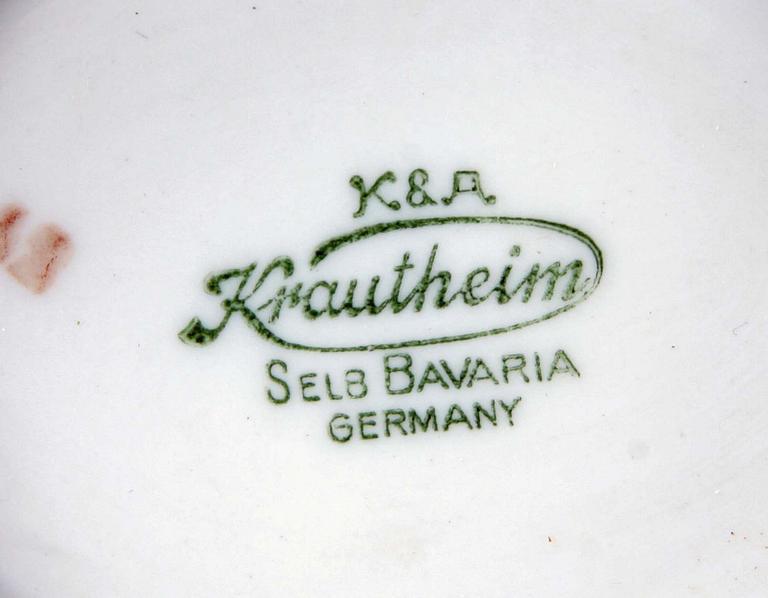 K&A
Krautheim
SELB BAVARIA
GERMANY